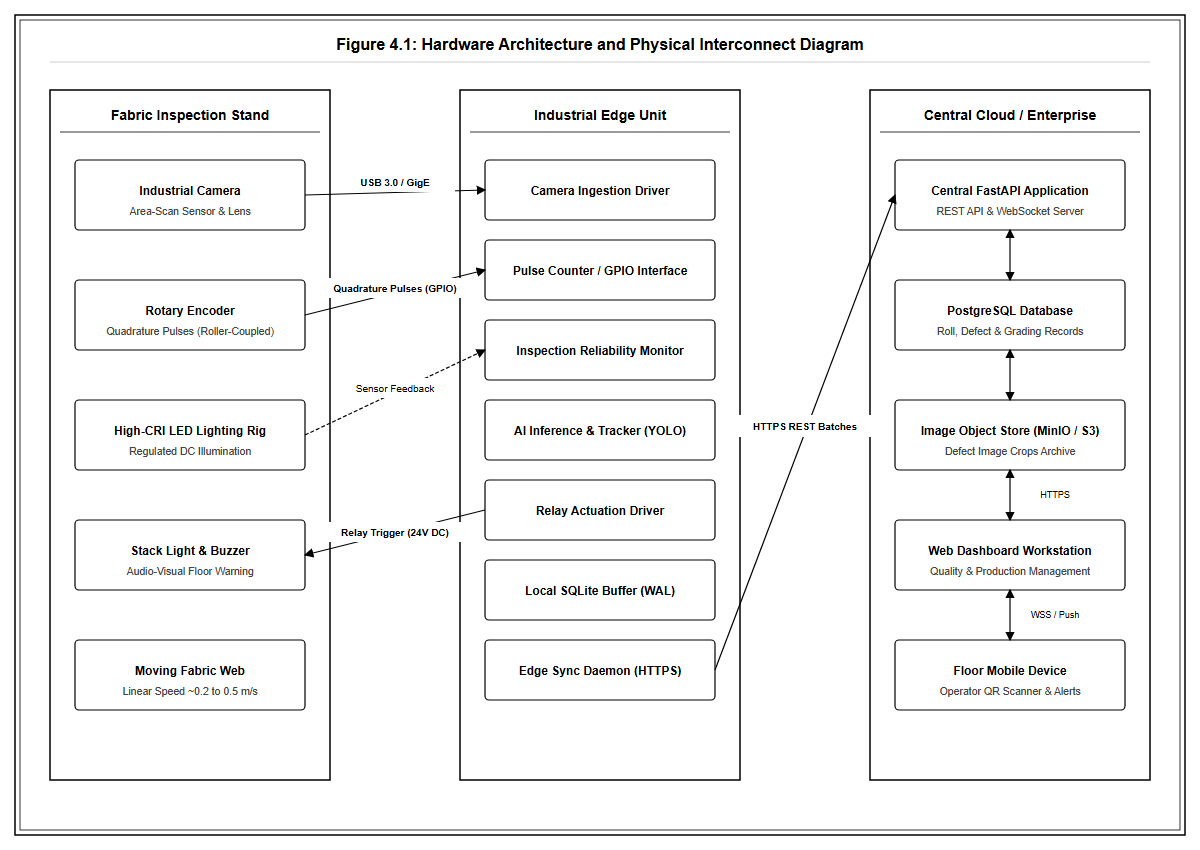 Figure 4.1: Hardware Architecture and Physical Interconnect Diagram
Fabric Inspection Stand
Industrial Camera
Area-Scan Sensor & Lens
Rotary Encoder
Quadrature Pulses (Roller-Coupled)
High-CRI LED Lighting Rig
Regulated DC Illumination
Stack Light & Buzzer
Audio-Visual Floor Warning
Moving Fabric Web
Linear Speed ~0.2 to 0.5 m/s
USB 3.0 / GigE
Quadrature Pulses (GPIO)
Sensor Feedback
Relay Trigger (24V DC)
Industrial Edge Unit
Camera Ingestion Driver
Pulse Counter / GPIO Interface
Inspection Reliability Monitor
AI Inference & Tracker (YOLO)
Relay Actuation Driver
Local SQLite Buffer (WAL)
Edge Sync Daemon (HTTPS)
HTTPS REST Batches
Central Cloud / Enterprise
Central FastAPI Application
REST API & WebSocket Server
PostgreSQL Database
Roll, Defect & Grading Records
Image Object Store (MinIO / S3)
Defect Image Crops Archive
HTTPS
Web Dashboard Workstation
Quality & Production Management
WSS / Push
Floor Mobile Device
Operator QR Scanner & Alerts